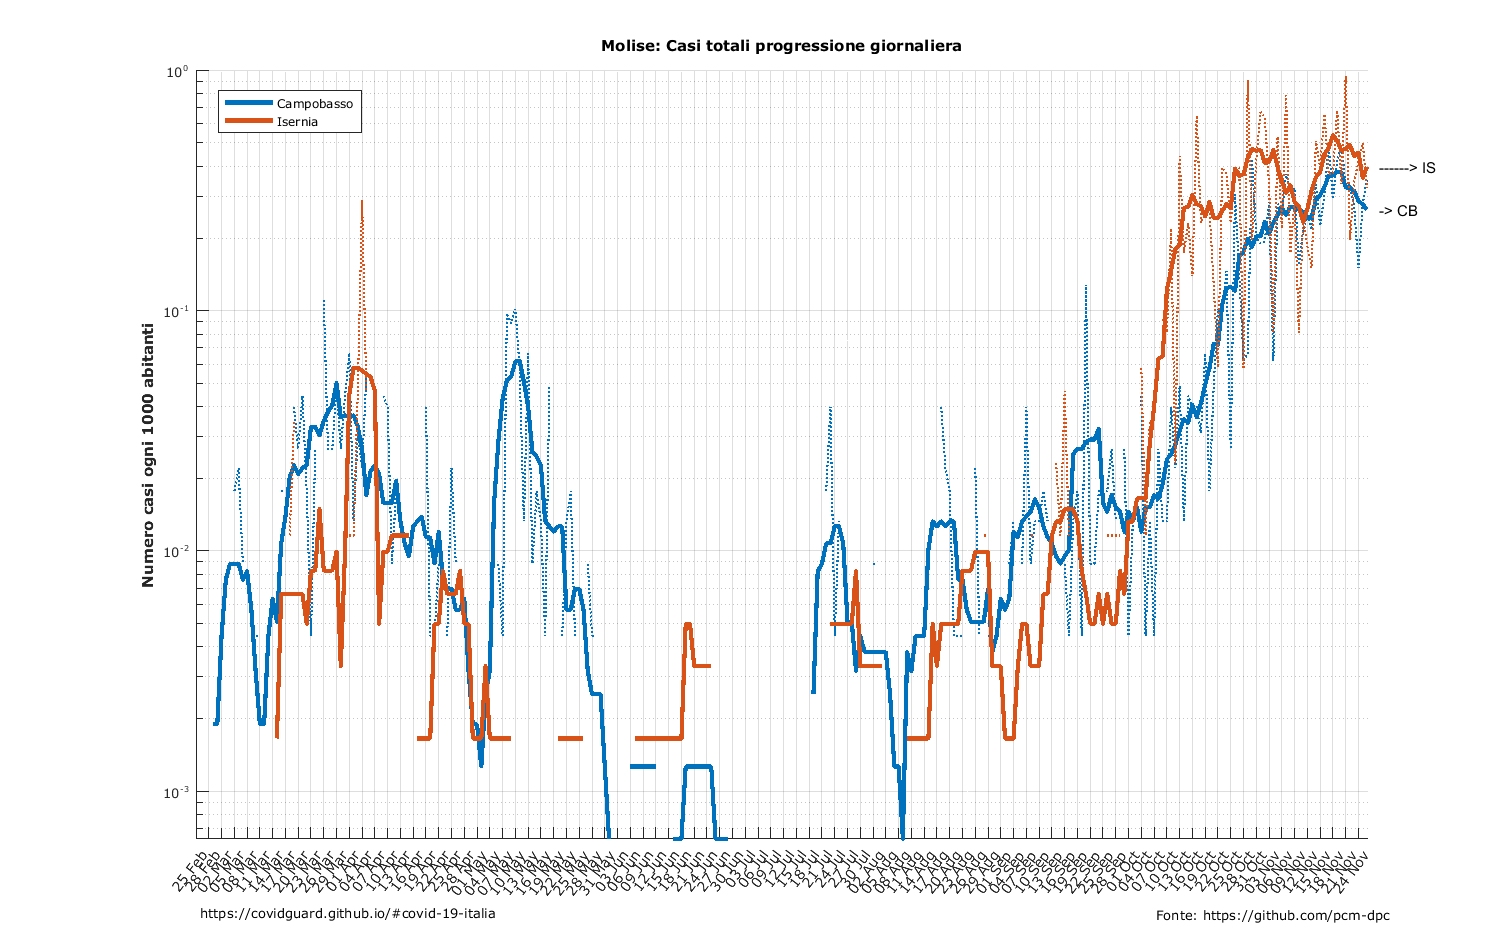 Molise: Casi totali progressione giornaliera
10⁰
10⁻¹
10⁻²
10⁻³
Numero casi ogni 1000 abitanti
Campobasso
Isernia
------> IS
-> CB
25 Feb
28 Feb
02 Mar
05 Mar
08 Mar
11 Mar
14 Mar
17 Mar
20 Mar
23 Mar
26 Mar
29 Mar
01 Apr
04 Apr
07 Apr
10 Apr
13 Apr
16 Apr
19 Apr
22 Apr
25 Apr
28 Apr
01 May
04 May
07 May
10 May
13 May
16 May
19 May
22 May
25 May
28 May
31 May
03 Jun
06 Jun
09 Jun
12 Jun
15 Jun
18 Jun
21 Jun
24 Jun
27 Jun
30 Jun
03 Jul
06 Jul
09 Jul
12 Jul
15 Jul
18 Jul
21 Jul
24 Jul
27 Jul
30 Jul
02 Aug
05 Aug
08 Aug
11 Aug
14 Aug
17 Aug
20 Aug
23 Aug
26 Aug
29 Aug
01 Sep
04 Sep
07 Sep
10 Sep
13 Sep
16 Sep
19 Sep
22 Sep
25 Sep
28 Sep
01 Oct
04 Oct
07 Oct
10 Oct
13 Oct
16 Oct
19 Oct
22 Oct
25 Oct
28 Oct
31 Oct
03 Nov
06 Nov
09 Nov
12 Nov
15 Nov
18 Nov
21 Nov
24 Nov
https://covidguard.github.io/#covid-19-italia
Fonte: https://github.com/pcm-dpc